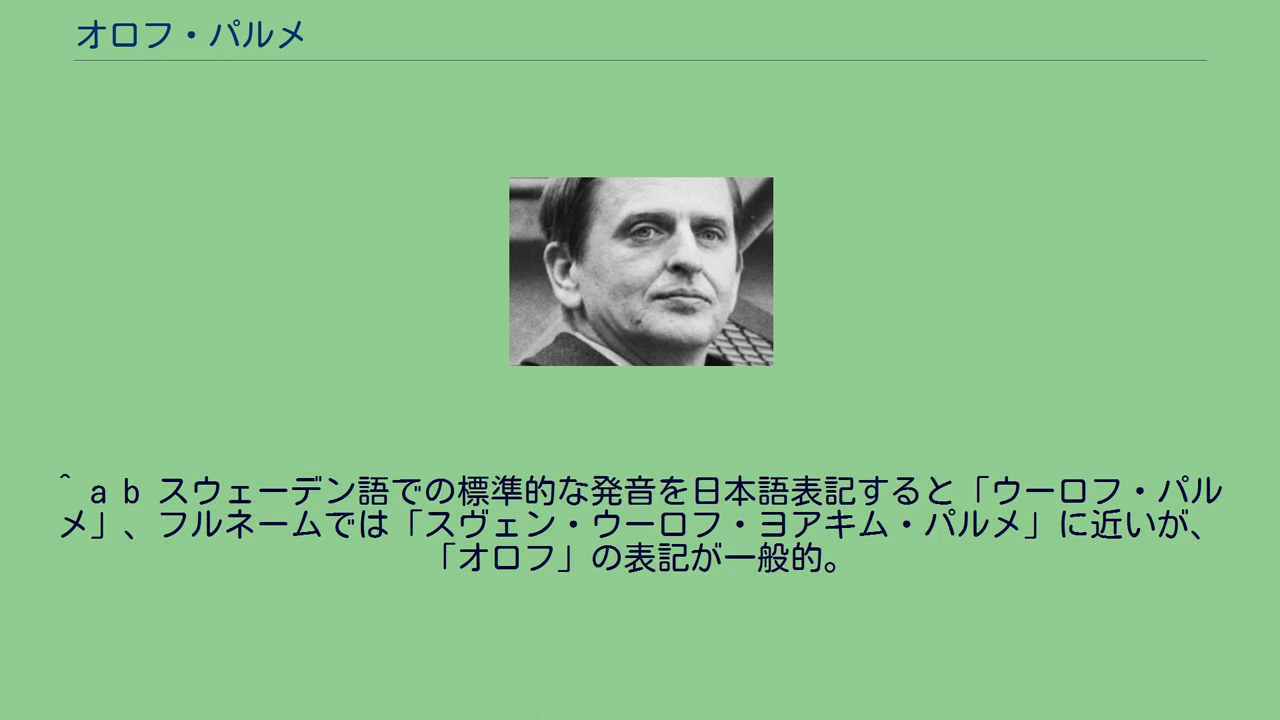 オロフ・パルメ
^ a b スウェーデン語での標準的な発音を日本語表記すると「ウーロフ・パル
メ」、フルネームでは「スヴェン・ウーロフ・ヨアキム・パルメ」に近いが、
「オロフ」の表記が一般的。